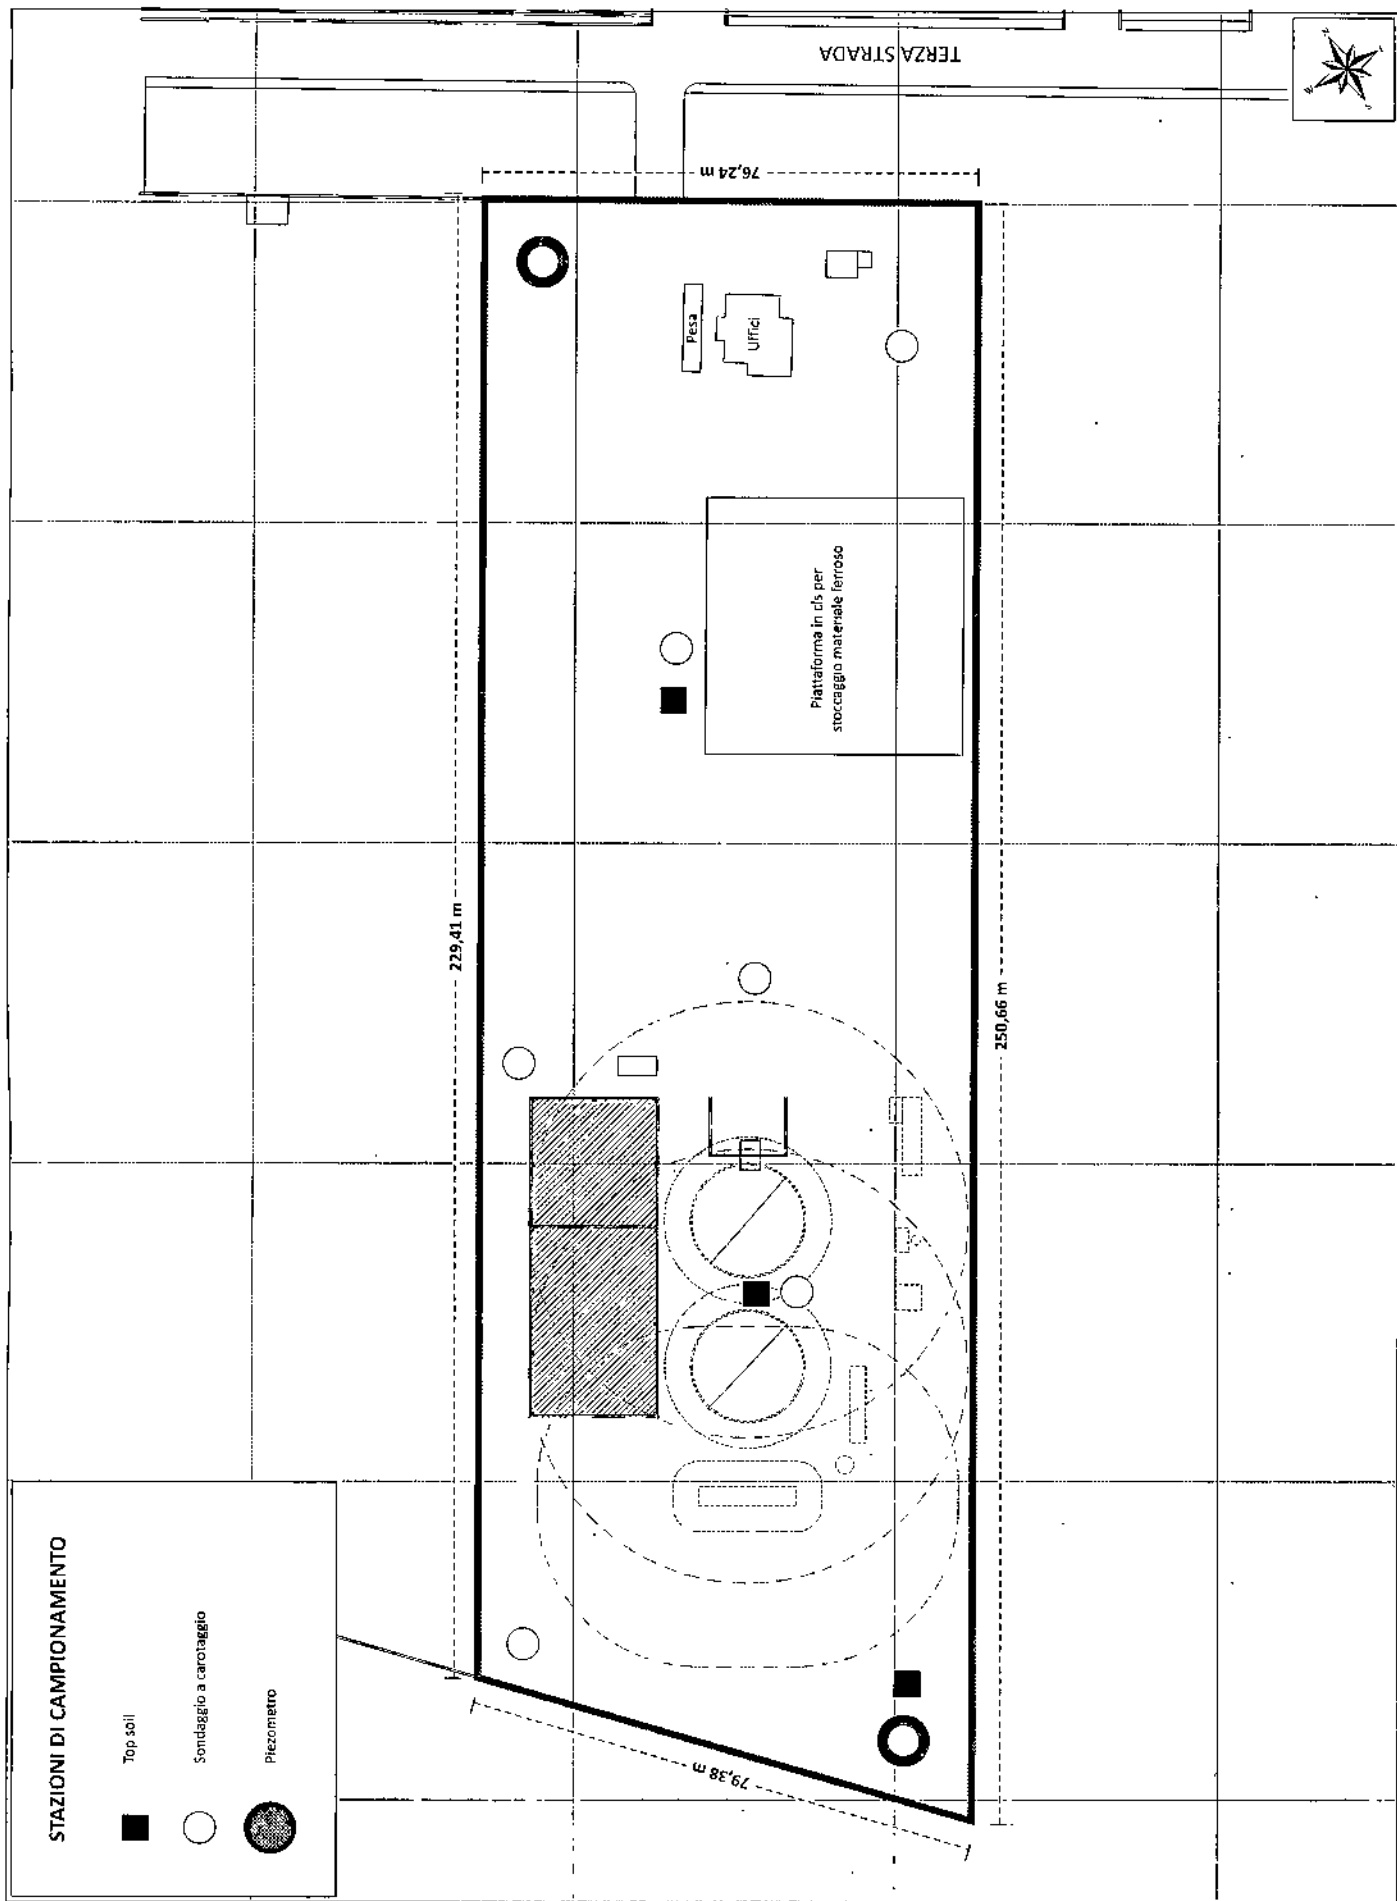 STAZIONI DI CAMPIONAMENTO
Top soil
Sondaggio a carotaggio
Piezometro
TERZA STRADA
76,24 m
229,41 m
250,66 m
79,38 m
Pesa
Uffici
Piattaforma in cls per
stoccaggio materiale ferroso